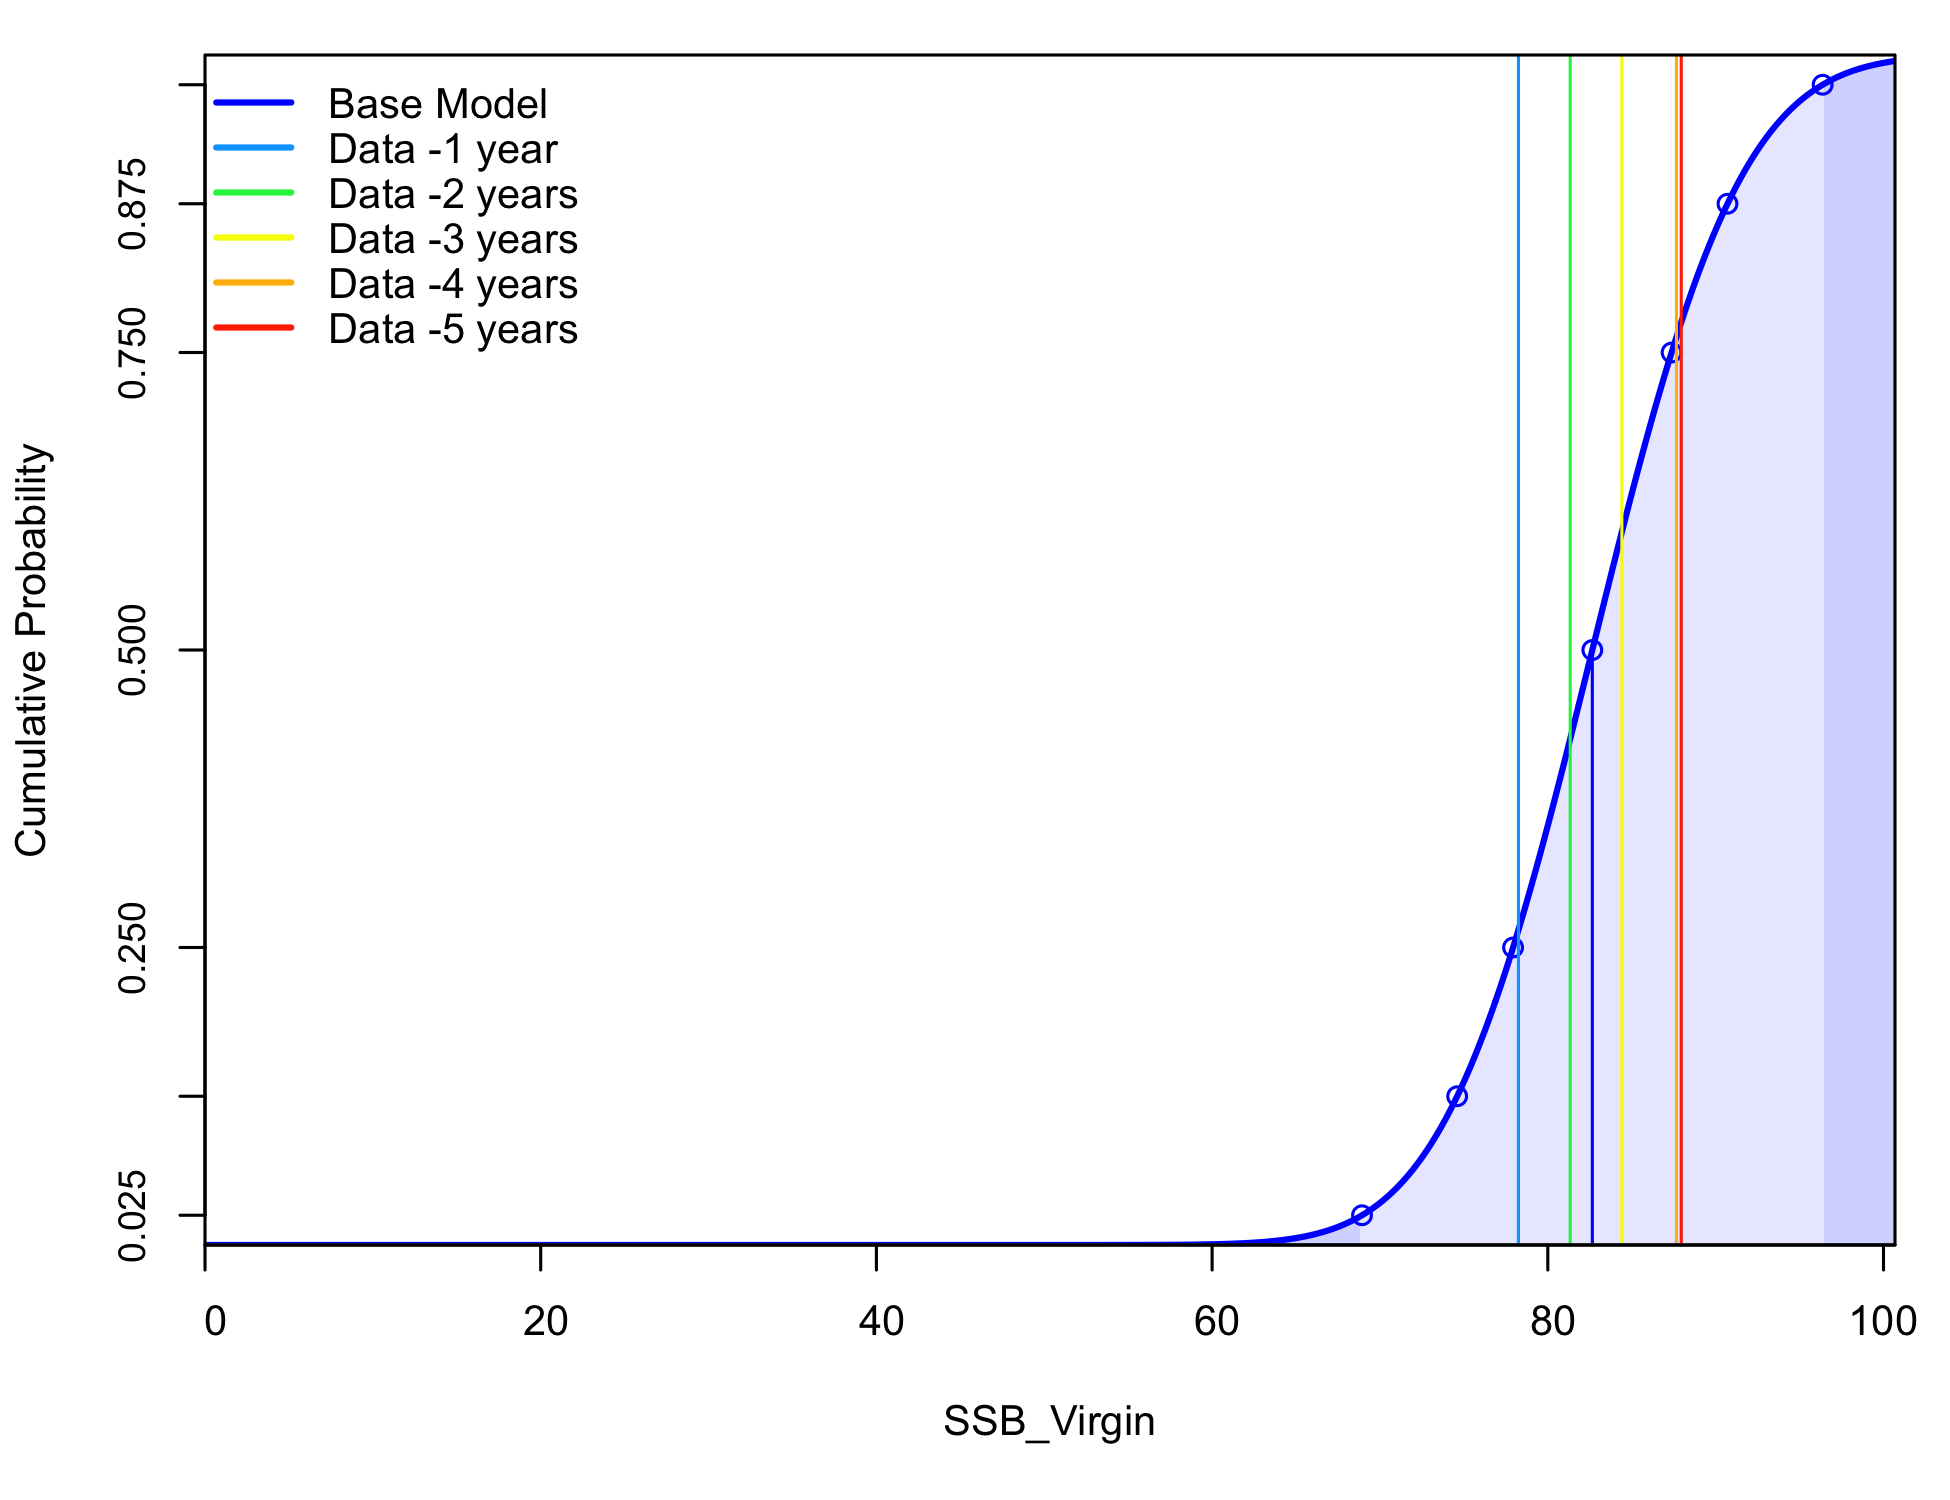 Base Model
Data -1 year
Data -2 years
Data -3 years
Data -4 years
Data -5 years
Cumulative Probability
0.875
0.750
0.500
0.250
0.025
0 20 40 60 80 100
SSB_Virgin